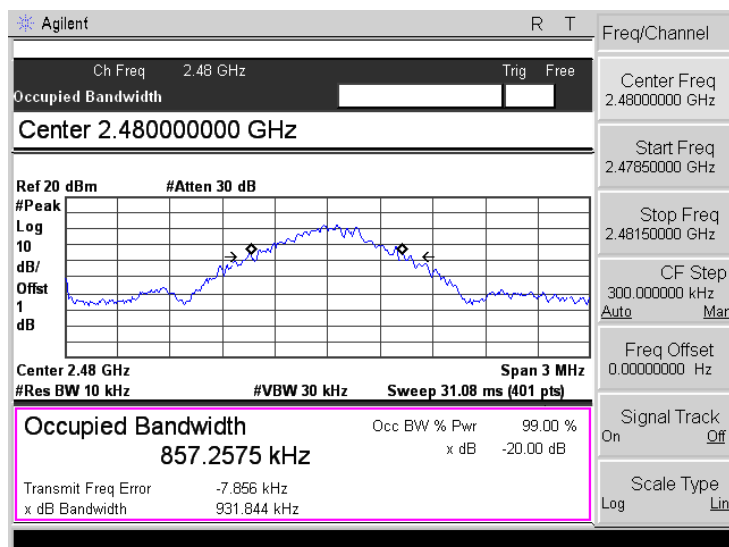 Agilent R T
Ch Freq 2.48 GHz Trig Free
Occupied Bandwidth
Center 2.480000000 GHz
Ref 20 dBm #Atten 30 dB
#Peak
Log
10
dB/
Offst
1
dB
Center 2.48 GHz Span 3 MHz
#Res BW 10 kHz #VBW 30 kHz Sweep 31.08 ms (401 pts)
Occupied Bandwidth Occ BW % Pwr 99.00 %
857.2575 kHz x dB -20.00 dB
Transmit Freq Error -7.856 kHz
x dB Bandwidth 931.844 kHz
Freq/Channel
Center Freq
2.48000000 GHz
Start Freq
2.47850000 GHz
Stop Freq
2.48150000 GHz
CF Step
300.000000 kHz
Auto Man
Freq Offset
0.00000000 Hz
Signal Track
On Off
Scale Type
Log Lin